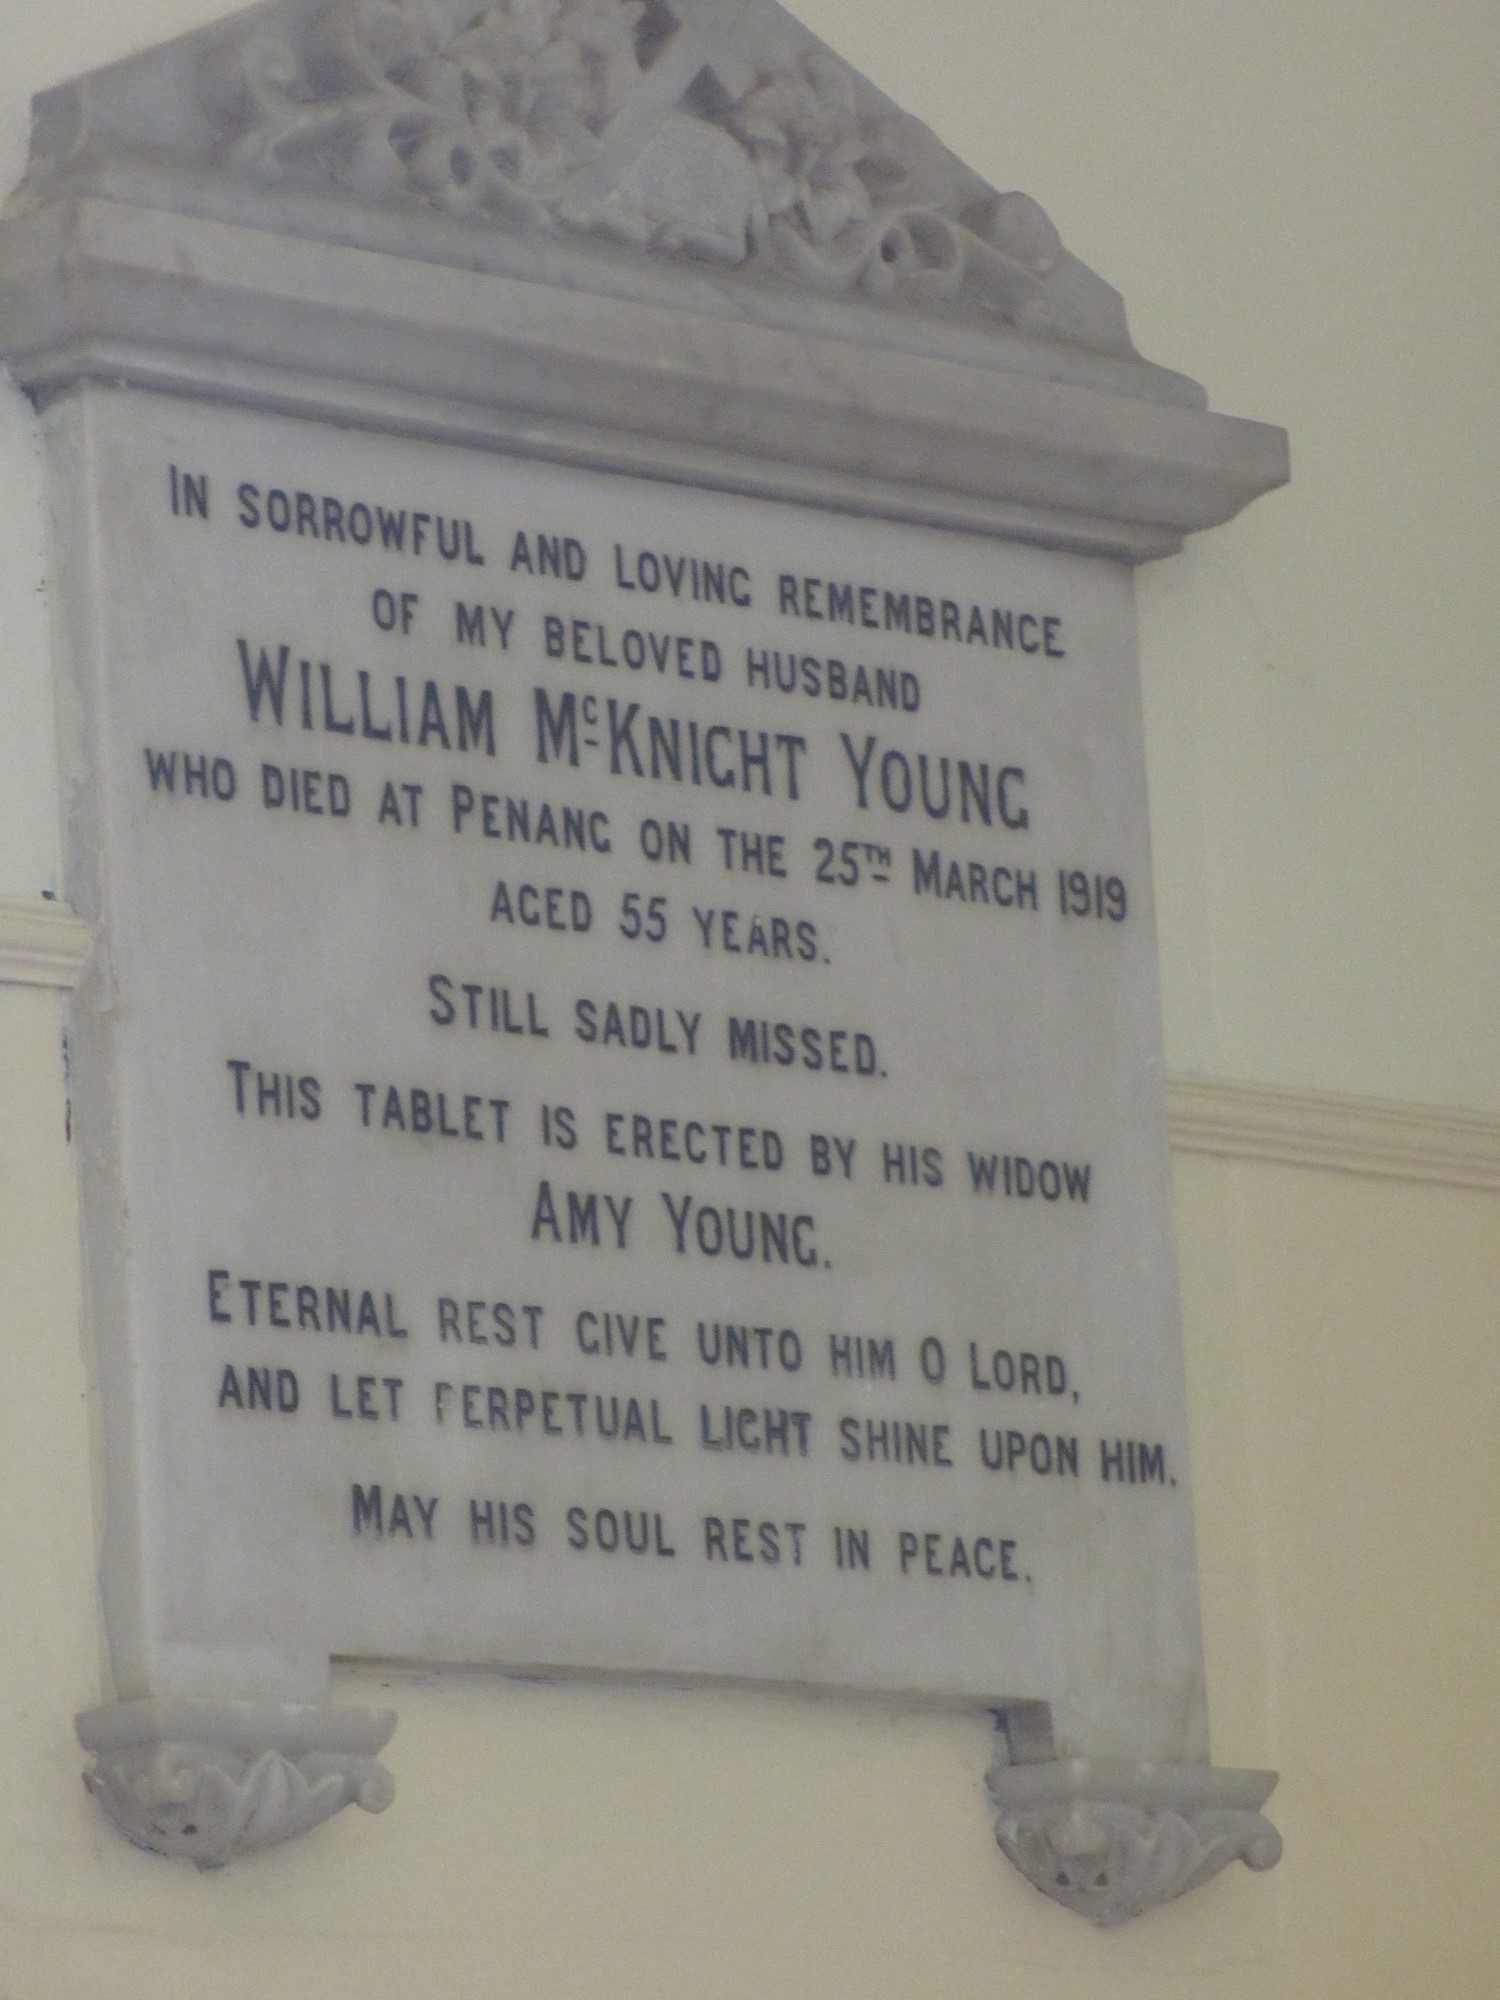 IN SORROWFUL AND LOVING REMEMBRANCE
OF MY BELOVED HUSBAND
WILLIAM McKNIGHT YOUNG
WHO DIED AT PENANG ON THE 25TH MARCH 1919
AGED 55 YEARS.
STILL SADLY MISSED.
THIS TABLET IS ERECTED BY HIS WIDOW
AMY YOUNG.
ETERNAL REST GIVE UNTO HIM O LORD,
AND LET PERPETUAL LIGHT SHINE UPON HIM.
MAY HIS SOUL REST IN PEACE.